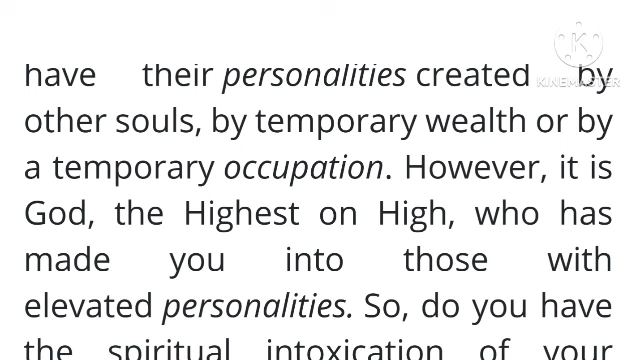 have their personalities created by
KINEMASTER
other souls, by temporary wealth or by
a temporary occupation. However, it is
God, the Highest on High, who has
made you into those with
elevated personalities. So, do you have
the spiritual intoxication of your